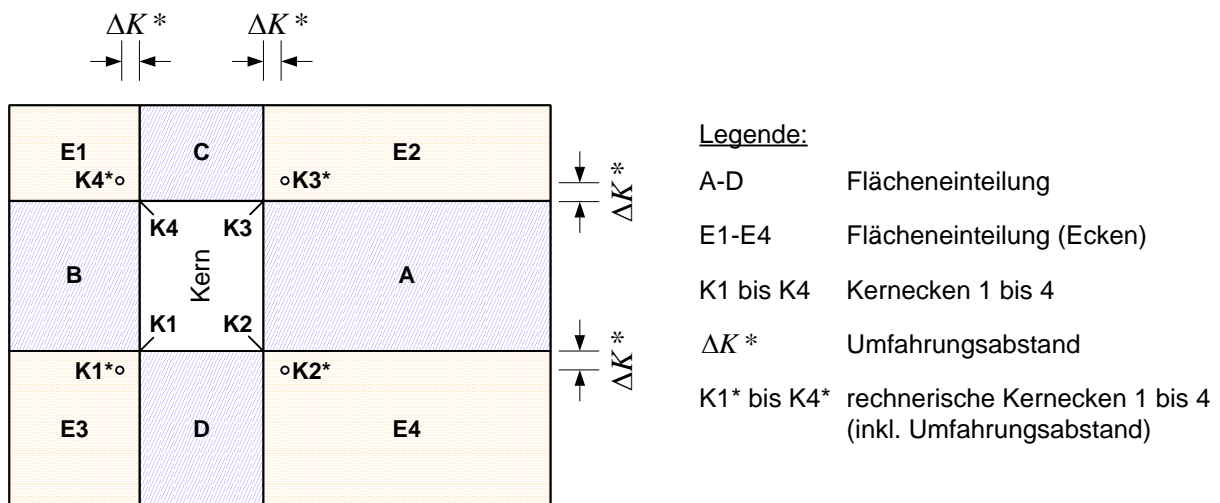 ΔK* ΔK*
E1 C E2
K4* K3*
ΔK*
K4 K3
B Kern A
K1 K2
ΔK*
K1* K2*
E3 D E4
Legende:
A-D Flächeneinteilung
E1-E4 Flächeneinteilung (Ecken)
K1 bis K4 Kernecken 1 bis 4
ΔK* Umfahrungsabstand
K1* bis K4* rechnerische Kernecken 1 bis 4
(inkl. Umfahrungsabstand)